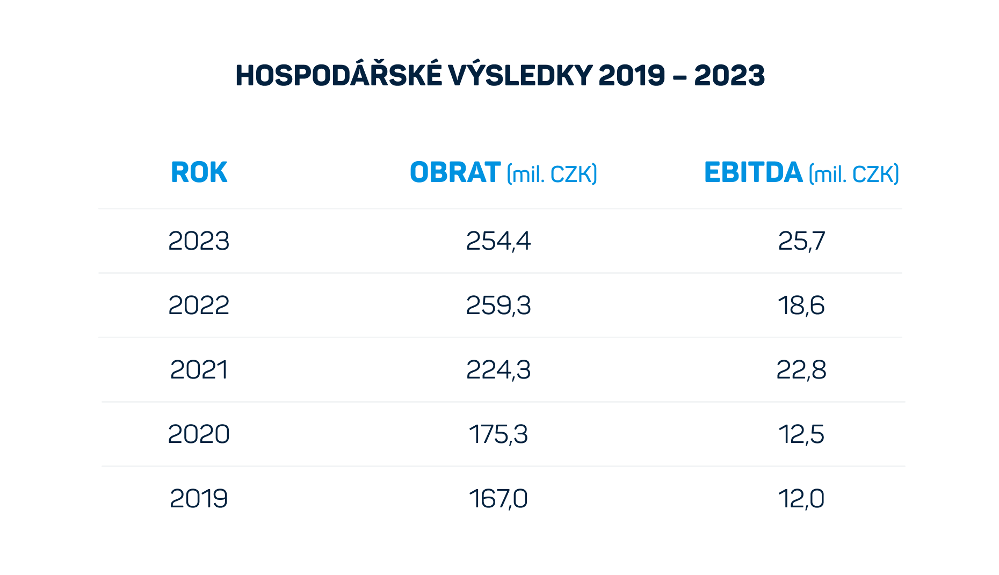 HOSPODÁŘSKÉ VÝSLEDKY 2019 – 2023
ROK OBRAT (mil. CZK) EBITDA (mil. CZK)
2023 254,4 25,7
2022 259,3 18,6
2021 224,3 22,8
2020 175,3 12,5
2019 167,0 12,0